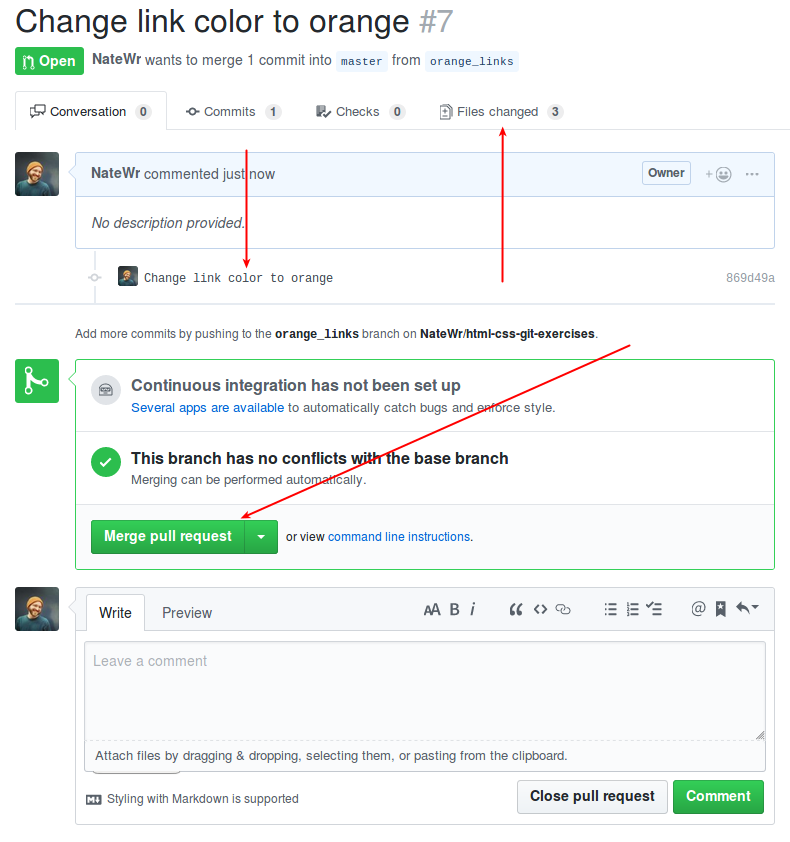 Change link color to orange #7
Open NateWr wants to merge 1 commit into master from orange_links
Conversation 0 Commits 1 Checks 0 Files changed 3
NateWr commented just now Owner
No description provided.
Change link color to orange 869d49a
Add more commits by pushing to the orange_links branch on NateWr/html-css-git-exercises.
Continuous integration has not been set up
Several apps are available to automatically catch bugs and enforce style.
This branch has no conflicts with the base branch
Merging can be performed automatically.
Merge pull request or view command line instructions.
Write Preview AA B i @
Leave a comment
Attach files by dragging & dropping, selecting them, or pasting from the clipboard.
Styling with Markdown is supported Close pull request Comment